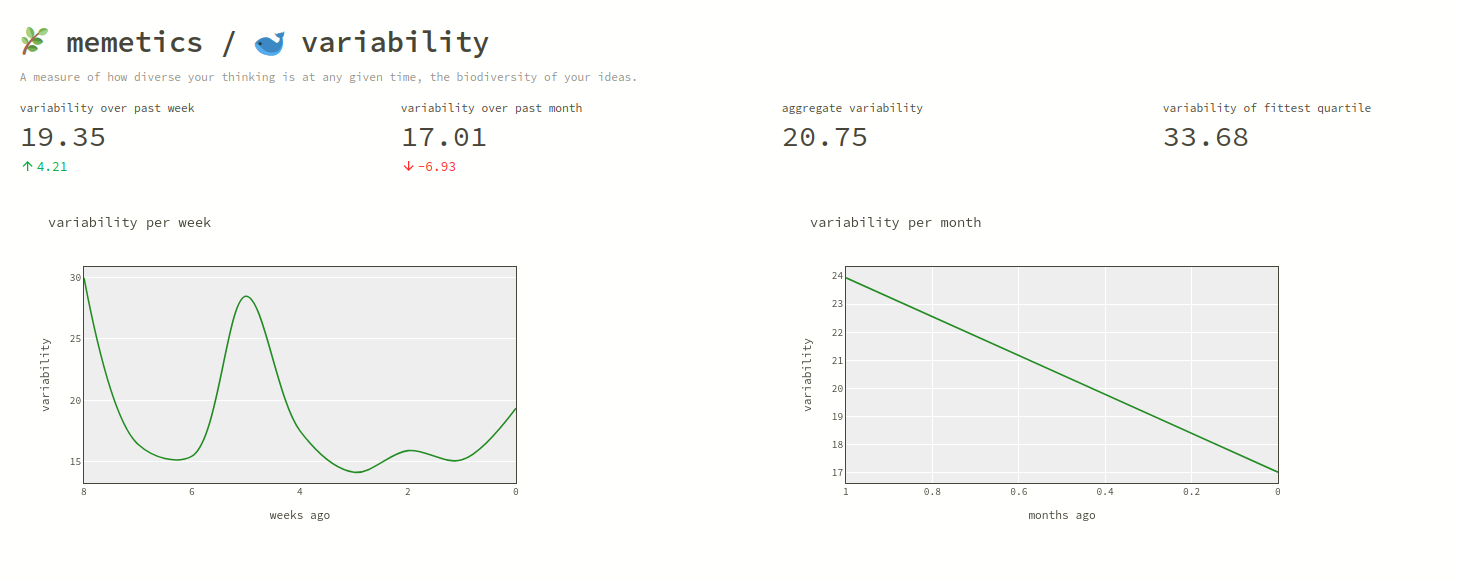 memetics / variability
A measure of how diverse your thinking is at any given time, the biodiversity of your ideas.
variability over past week
19.35
↑ 4.21
variability over past month
17.01
↓ −6.93
aggregate variability
20.75
variability of fittest quartile
33.68
variability per week
30
25
20
15
variability
8 6 4 2 0
weeks ago
variability per month
24
23
22
21
20
19
18
17
variability
1 0.8 0.6 0.4 0.2 0
months ago